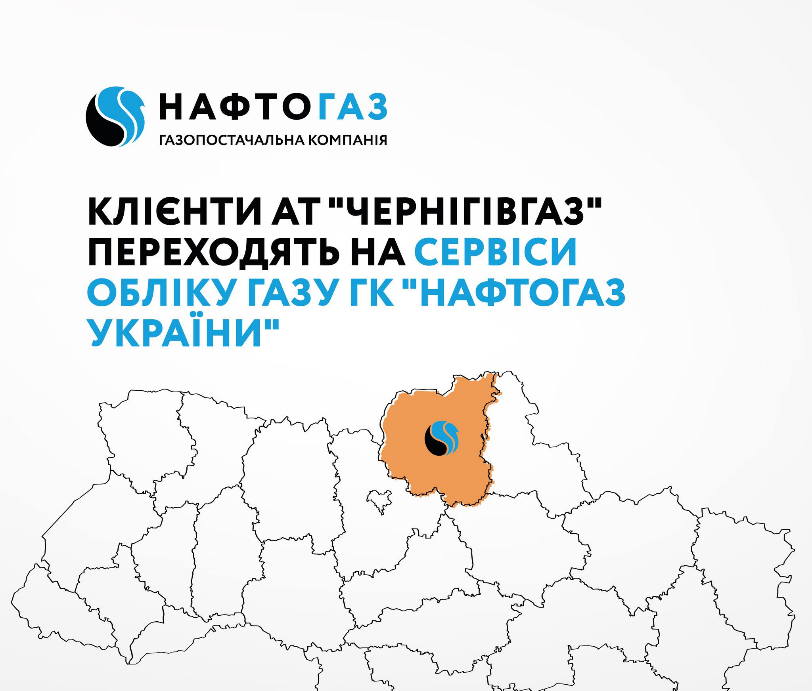 НАФТОГАЗ
ГАЗОПОСТАЧАЛЬНА КОМПАНІЯ
КЛІЄНТИ АТ "ЧЕРНІГІВГАЗ"
ПЕРЕХОДЯТЬ НА СЕРВІСИ
ОБЛІКУ ГАЗУ ГК "НАФТОГАЗ
УКРАЇНИ"